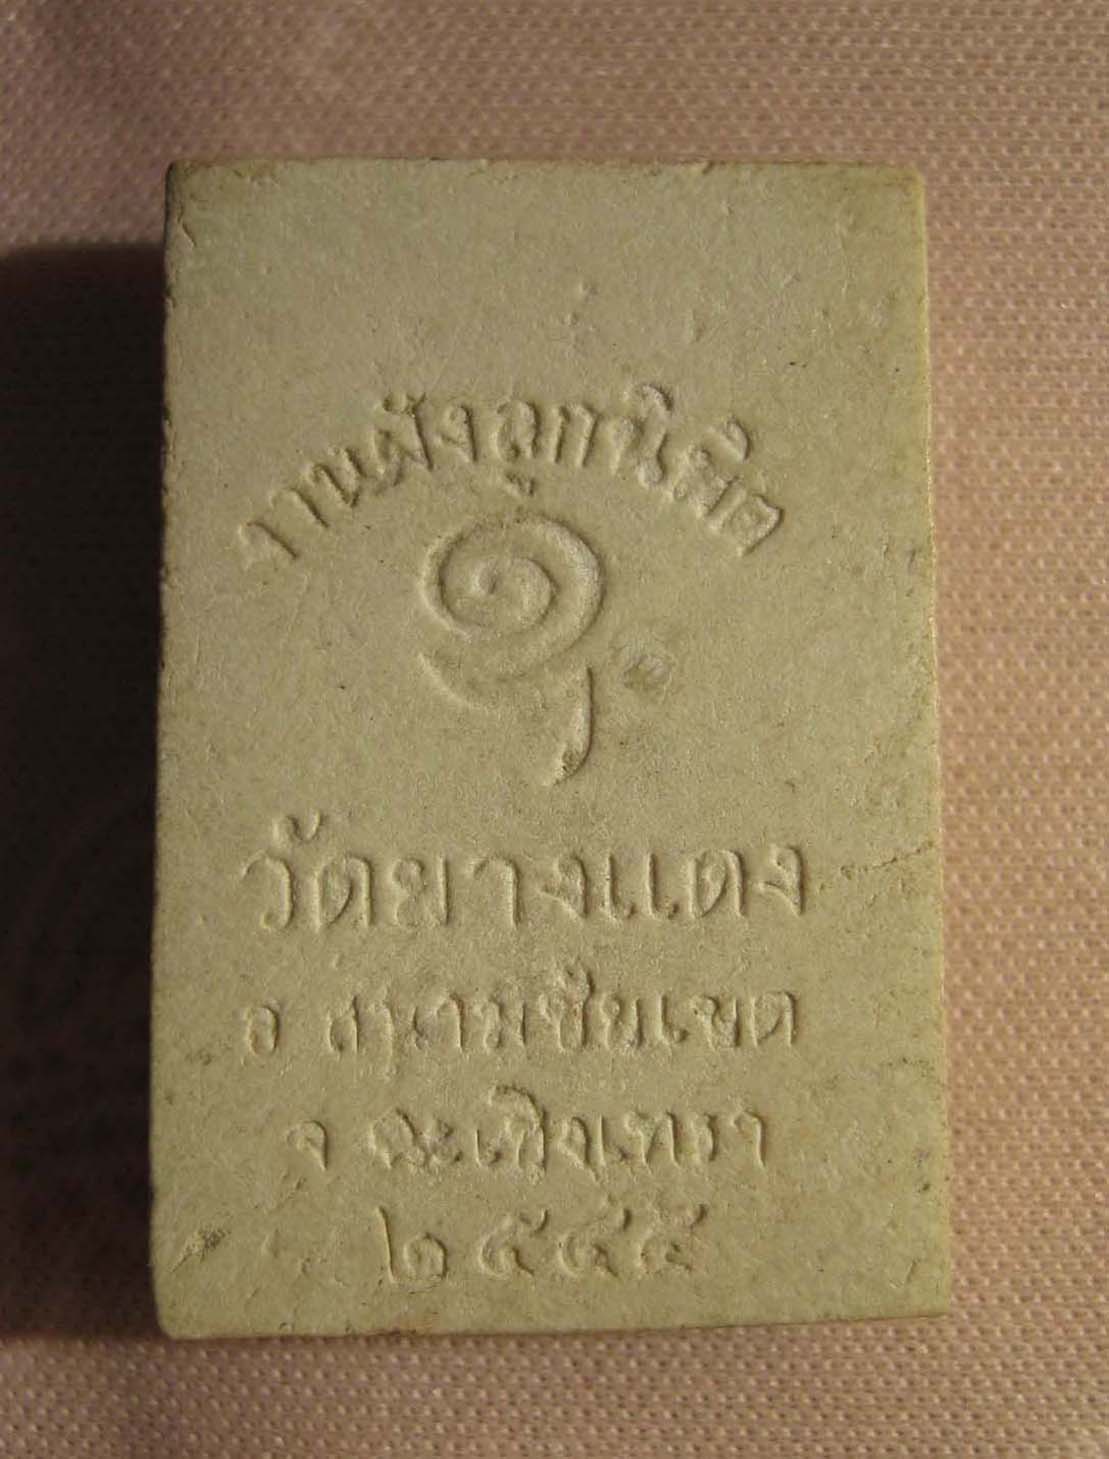 งานฝังลูกนิมิต
วัดยางแดง
อ สนามชัยเขต
จ ฉะเชิงเทรา
๒๕๔๕